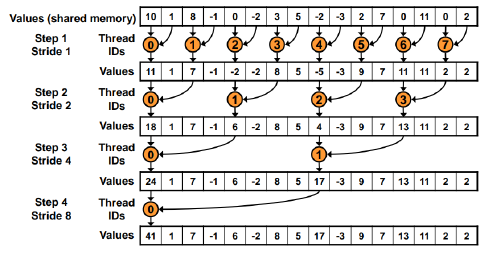 Values (shared memory) 10 1 8 -1 0 -2 3 5 -2 -3 2 7 0 11 0 2
Step 1 Thread 0 1 2 3 4 5 6 7
Stride 1 IDs
Values 11 1 7 -1 -2 -2 8 5 -5 -3 9 7 11 11 2 2
Step 2 Thread 0 1 2 3
Stride 2 IDs
Values 18 1 7 -1 6 -2 8 5 4 -3 9 7 13 11 2 2
Step 3 Thread 0 1
Stride 4 IDs
Values 24 1 7 -1 6 -2 8 5 17 -3 9 7 13 11 2 2
Step 4 Thread 0
Stride 8 IDs
Values 41 1 7 -1 6 -2 8 5 17 -3 9 7 13 11 2 2